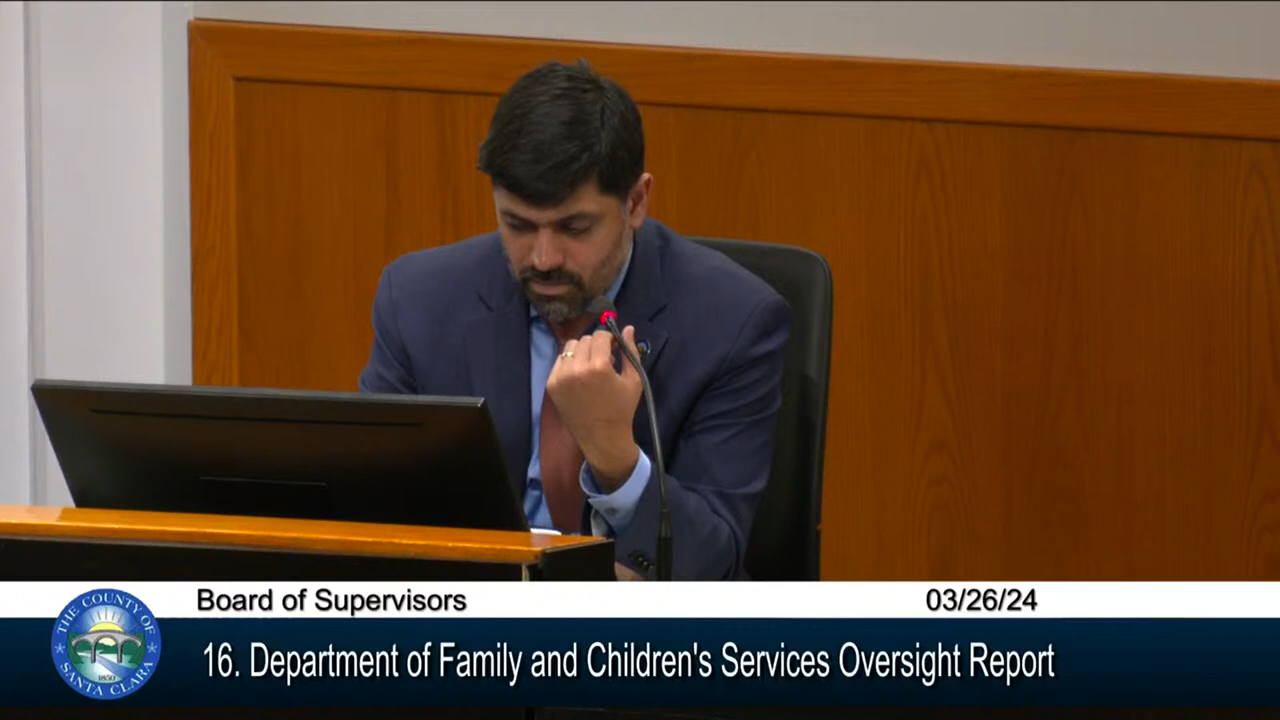 Board of Supervisors
03/26/24
16. Department of Family and Children's Services Oversight Report
THE COUNTY OF
SANTA CLARA
1850